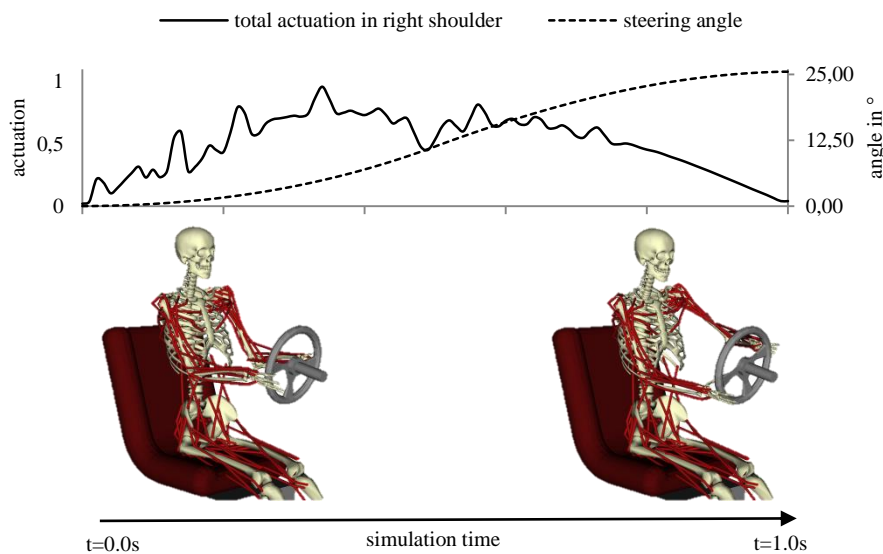 total actuation in right shoulder steering angle
actuation
1
0,5
0
25,00
12,50
0,00
angle in °
t=0.0s simulation time t=1.0s